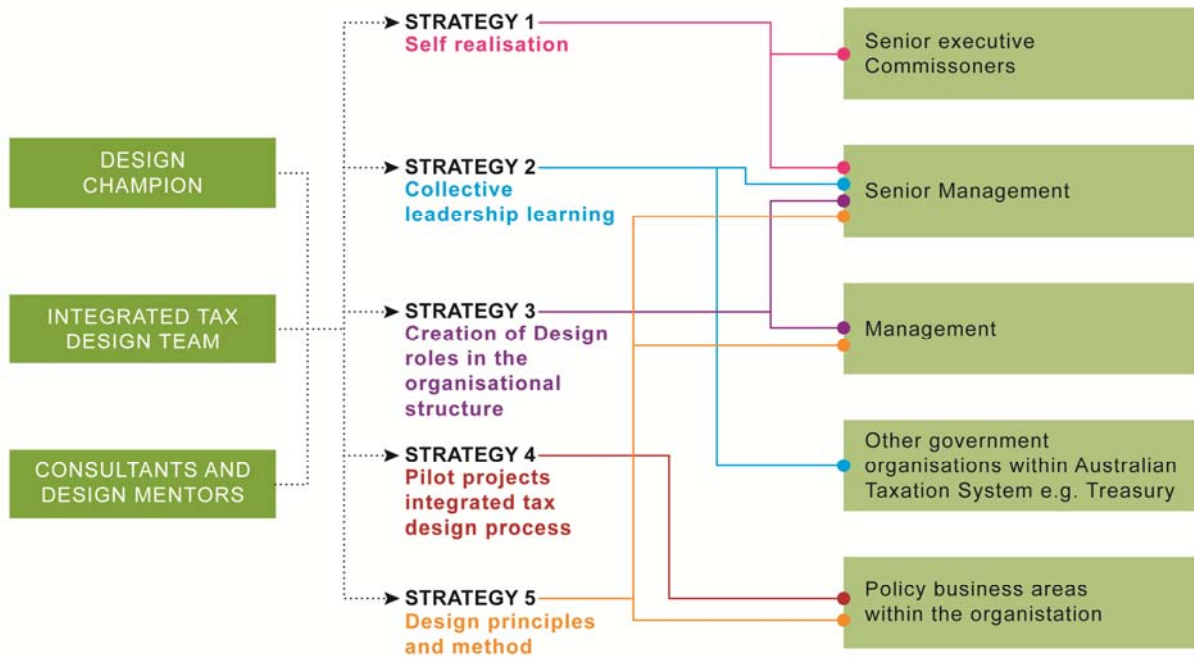 DESIGN
CHAMPION
INTEGRATED TAX
DESIGN TEAM
CONSULTANTS AND
DESIGN MENTORS
STRATEGY 1
Self realisation
STRATEGY 2
Collective
leadership learning
STRATEGY 3
Creation of Design
roles in the
organisational
structure
STRATEGY 4
Pilot projects
integrated tax
design process
STRATEGY 5
Design principles
and method
Senior executive
Commissoners
Senior Management
Management
Other government
organisations within Australian
Taxation System e.g. Treasury
Policy business areas
within the organistation